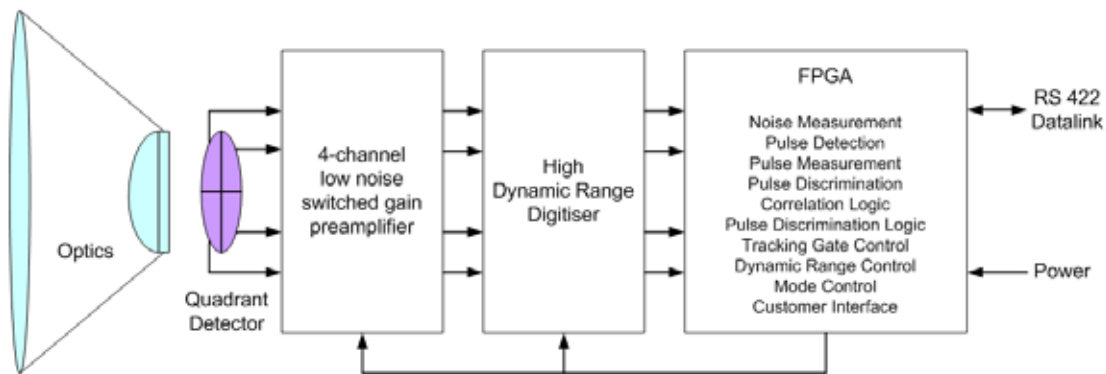 Optics
Quadrant
Detector
4-channel
low noise
switched gain
preamplifier
High
Dynamic Range
Digitiser
FPGA
Noise Measurement
Pulse Detection
Pulse Measurement
Pulse Discrimination
Correlation Logic
Pulse Discrimination Logic
Tracking Gate Control
Dynamic Range Control
Mode Control
Customer Interface
RS 422
Datalink
Power